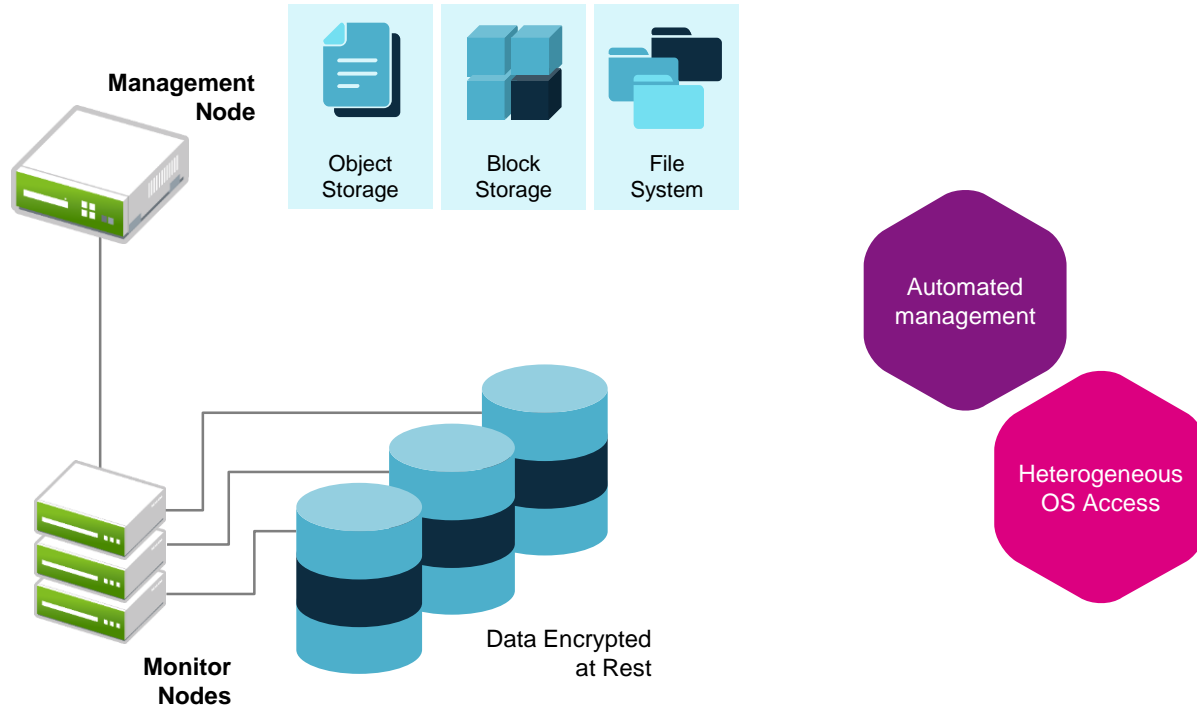 Management
Node
Object
Storage
Block
Storage
File
System
Automated
management
Heterogeneous
OS Access
Data Encrypted
at Rest
Monitor
Nodes